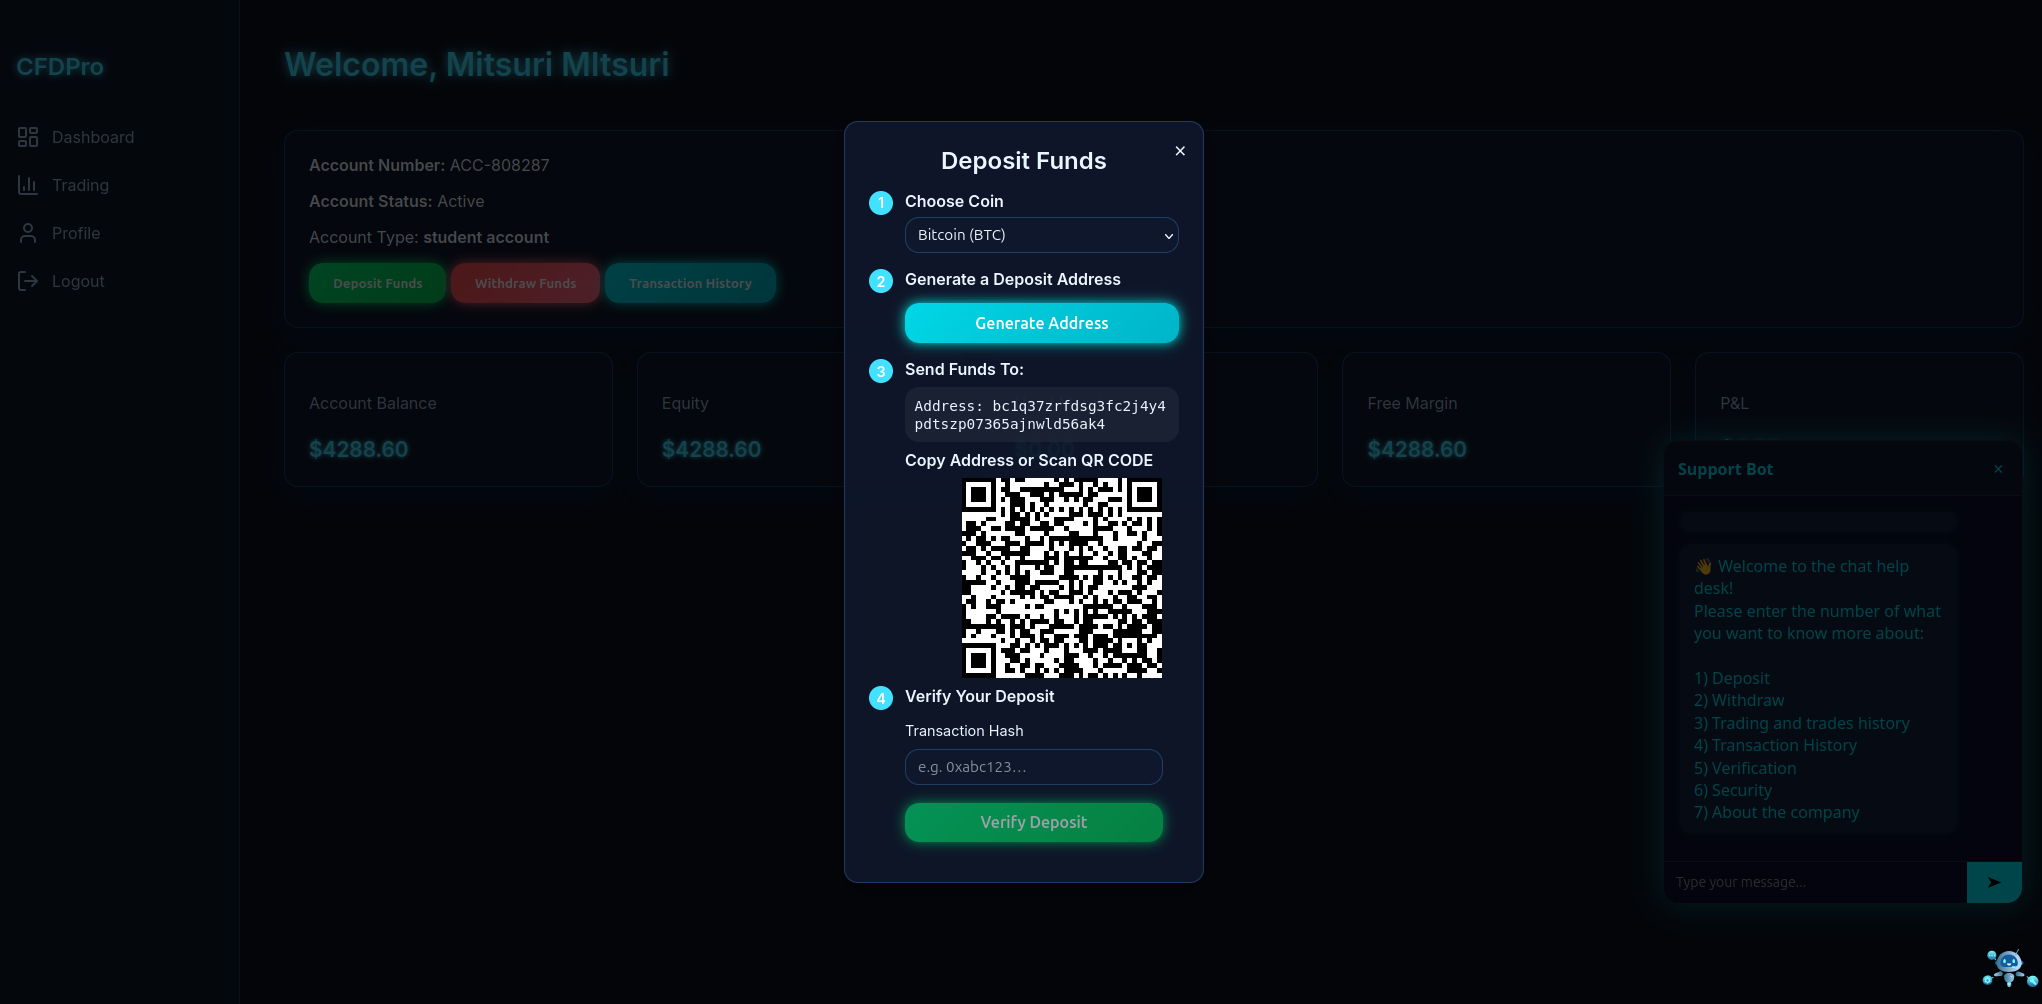 CFDPro
Dashboard
Trading
Profile
Logout
Welcome, Mitsuri MItsuri
Account Number: ACC-808287
Account Status: Active
Account Type: student account
Deposit Funds
Withdraw Funds
Transaction History
Account Balance
$4288.60
Equity
$4288.60
Free Margin
$4288.60
P&L
Deposit Funds
×
1
Choose Coin
Bitcoin (BTC)
2
Generate a Deposit Address
Generate Address
3
Send Funds To:
Address: bc1q37zrfdsg3fc2j4y4
pdtszp07365ajnwld56ak4
Copy Address or Scan QR CODE
4
Verify Your Deposit
Transaction Hash
e.g. 0xabc123...
Verify Deposit
Support Bot
×
👋 Welcome to the chat help
desk!
Please enter the number of what
you want to know more about:
1) Deposit
2) Withdraw
3) Trading and trades history
4) Transaction History
5) Verification
6) Security
7) About the company
Type your message...